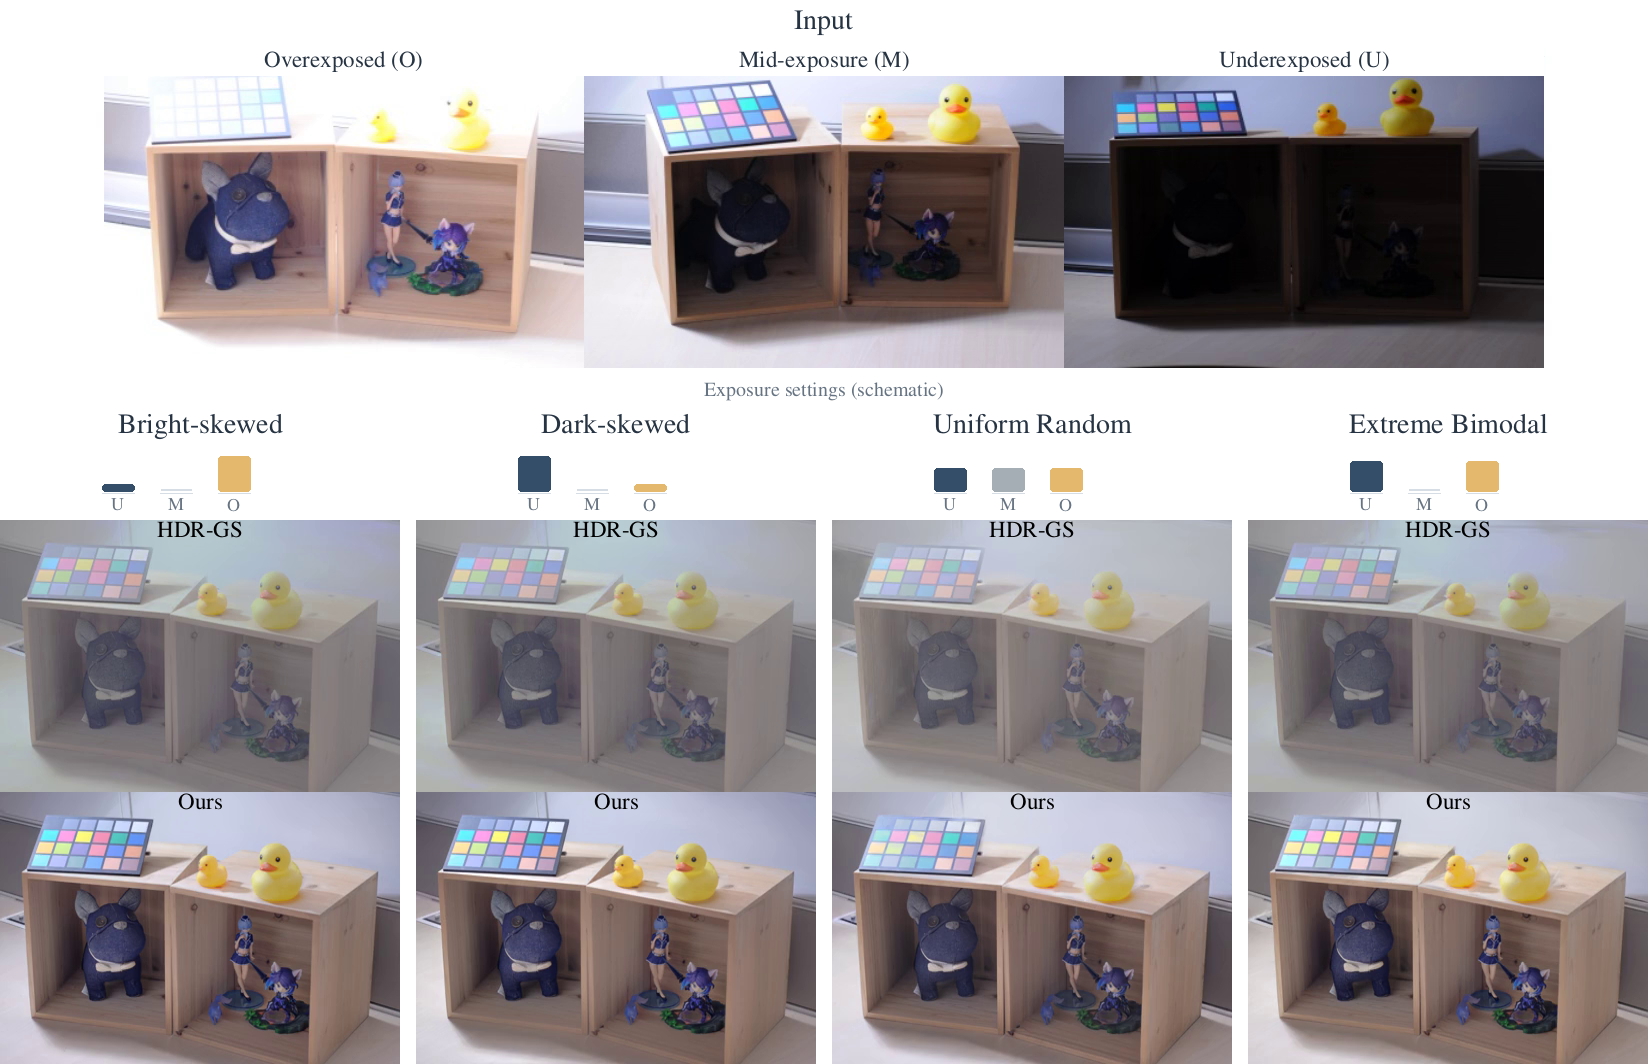 Input
Overexposed (O)
Mid-exposure (M)
Underexposed (U)
Exposure settings (schematic)
Bright-skewed
Dark-skewed
Uniform Random
Extreme Bimodal
U M O
U M O
U M O
U M O
HDR-GS
HDR-GS
HDR-GS
HDR-GS
Ours
Ours
Ours
Ours